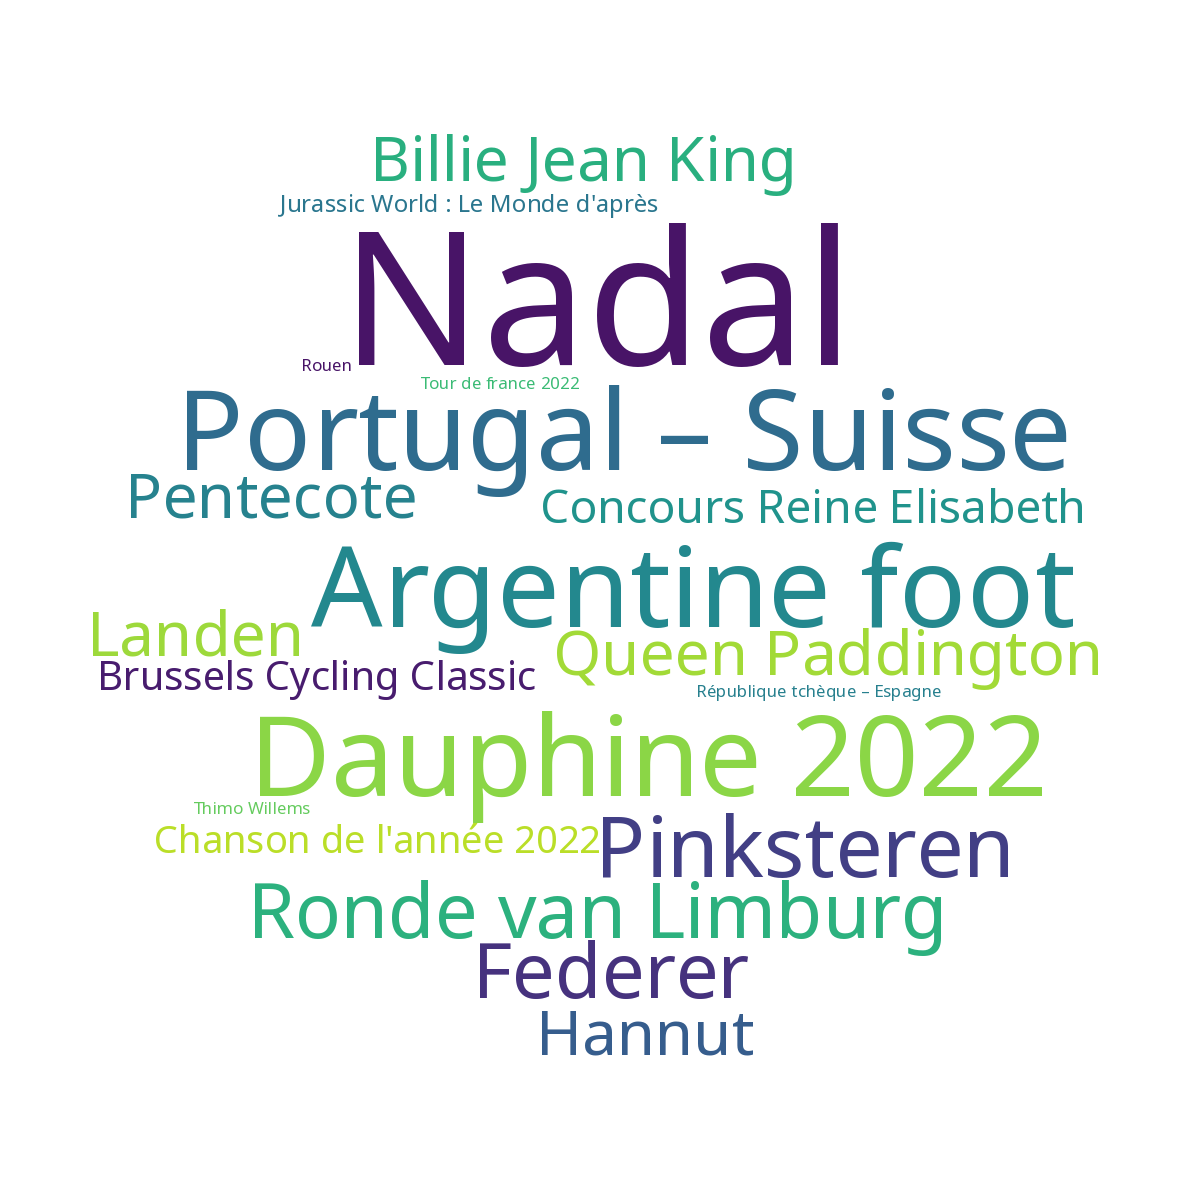 Billie Jean King
Jurassic World : Le Monde d'après
Nadal
Rouen
Tour de france 2022
Portugal – Suisse
Pentecote
Concours Reine Elisabeth
Argentine foot
Landen
Queen Paddington
Brussels Cycling Classic
République tchèque – Espagne
Dauphine 2022
Thimo Willems
Chanson de l'année 2022
Pinksteren
Ronde van Limburg
Federer
Hannut